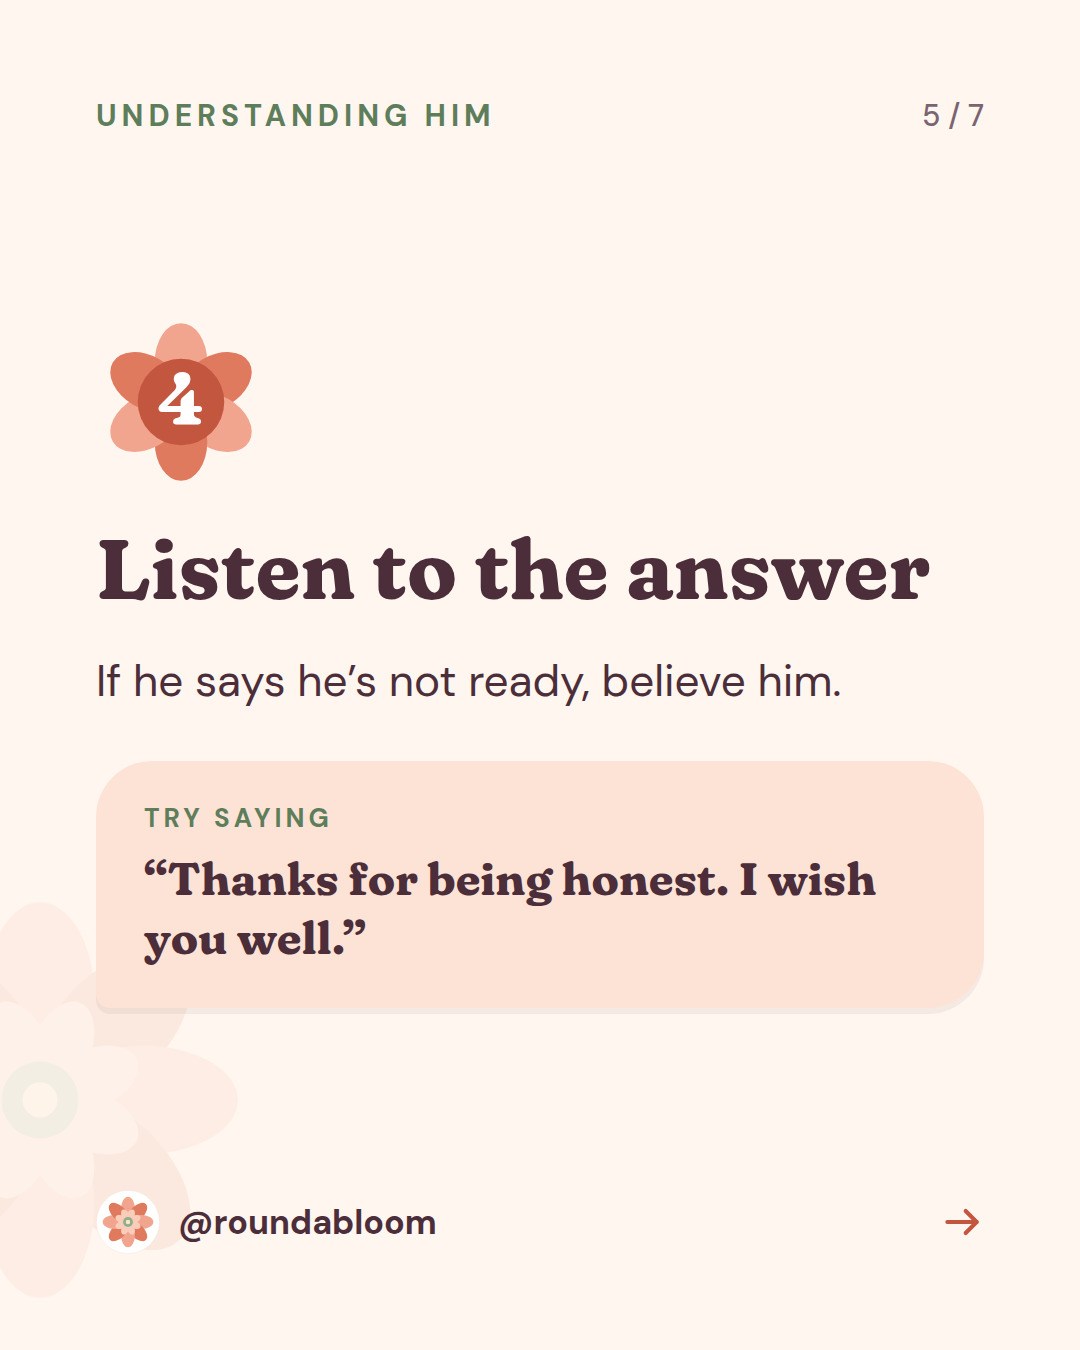 UNDERSTANDING HIM
5 / 7
4
Listen to the answer
If he says he’s not ready, believe him.
TRY SAYING
“Thanks for being honest. I wish
you well.”
@roundabloom